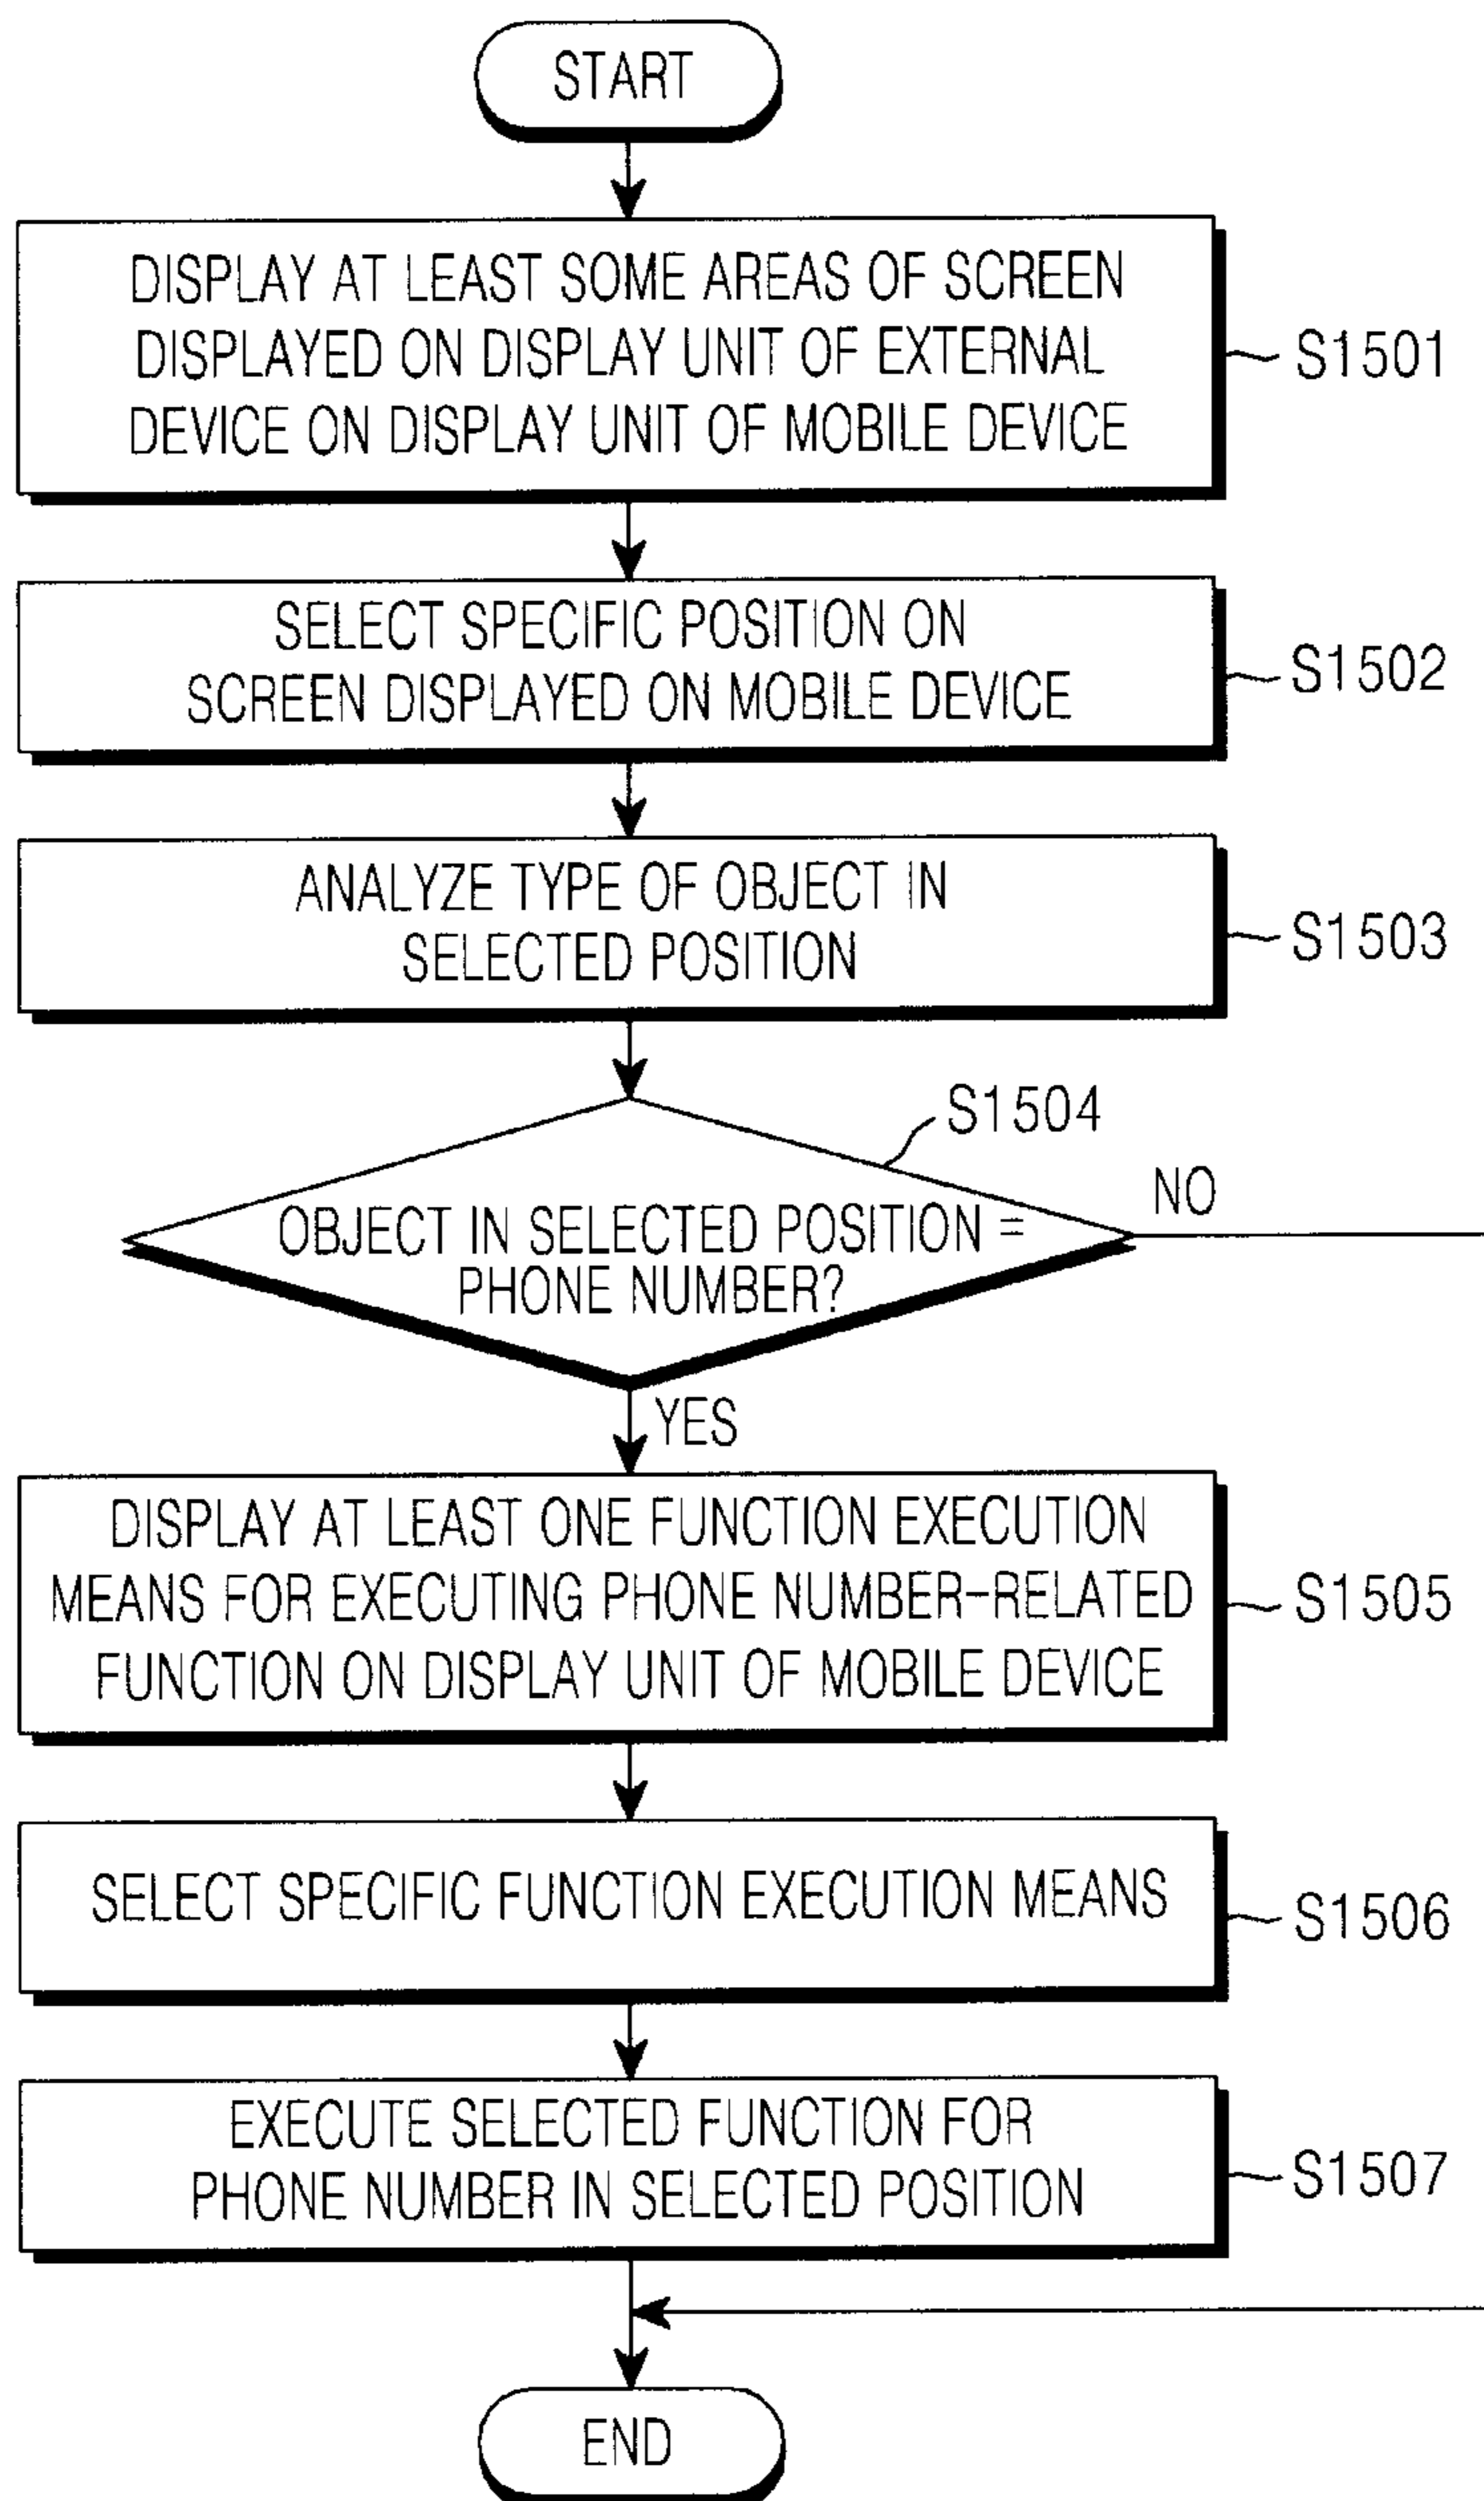 START
DISPLAY AT LEAST SOME AREAS OF SCREEN
DISPLAYED ON DISPLAY UNIT OF EXTERNAL
DEVICE ON DISPLAY UNIT OF MOBILE DEVICE
S1501
SELECT SPECIFIC POSITION ON
SCREEN DISPLAYED ON MOBILE DEVICE
S1502
ANALYZE TYPE OF OBJECT IN
SELECTED POSITION
S1503
S1504
OBJECT IN SELECTED POSITION =
PHONE NUMBER?
NO
YES
DISPLAY AT LEAST ONE FUNCTION EXECUTION
MEANS FOR EXECUTING PHONE NUMBER-RELATED
FUNCTION ON DISPLAY UNIT OF MOBILE DEVICE
S1505
SELECT SPECIFIC FUNCTION EXECUTION MEANS
S1506
EXECUTE SELECTED FUNCTION FOR
PHONE NUMBER IN SELECTED POSITION
S1507
END